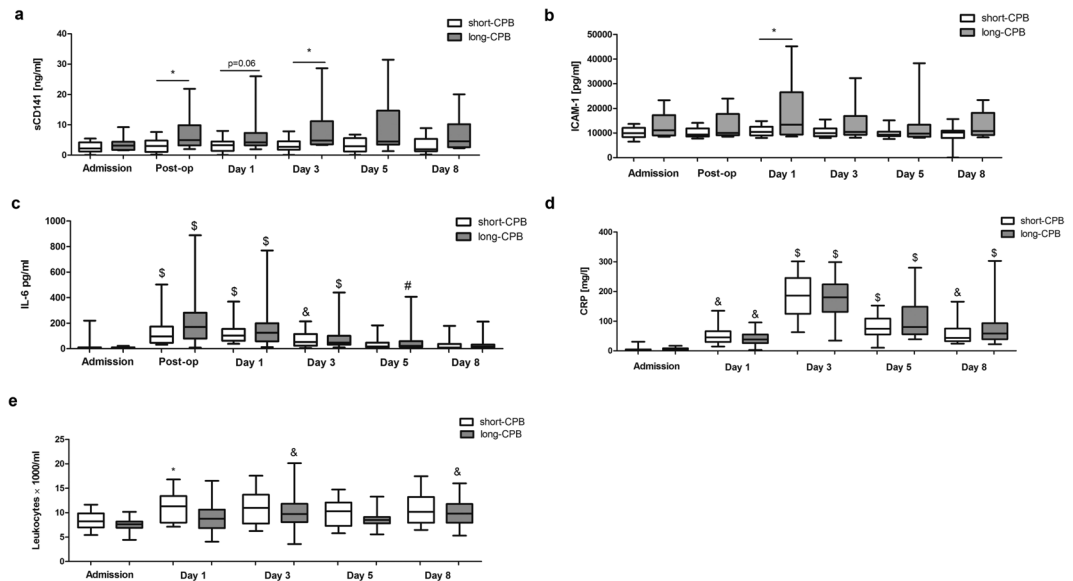 a
short-CPB
long-CPB
sCD141 [ng/ml]
40
30
20
10
0
*
p=0.06
*
Admission Post-op Day 1 Day 3 Day 5 Day 8
b
short-CPB
long-CPB
ICAM-1 [pg/ml]
50000
40000
30000
20000
10000
0
*
Admission Post-op Day 1 Day 3 Day 5 Day 8
c
short-CPB
long-CPB
IL-6 pg/ml
1000
800
600
400
200
0
$ $ $ $ & $ #
Admission Post-op Day 1 Day 3 Day 5 Day 8
d
short-CPB
long-CPB
CRP [mg/l]
400
300
200
100
0
& & $ $ $ $ & $
Admission Day 1 Day 3 Day 5 Day 8
e
short-CPB
long-CPB
Leukocytes × 1000/ml
25
20
15
10
5
0
* & &
Admission Day 1 Day 3 Day 5 Day 8